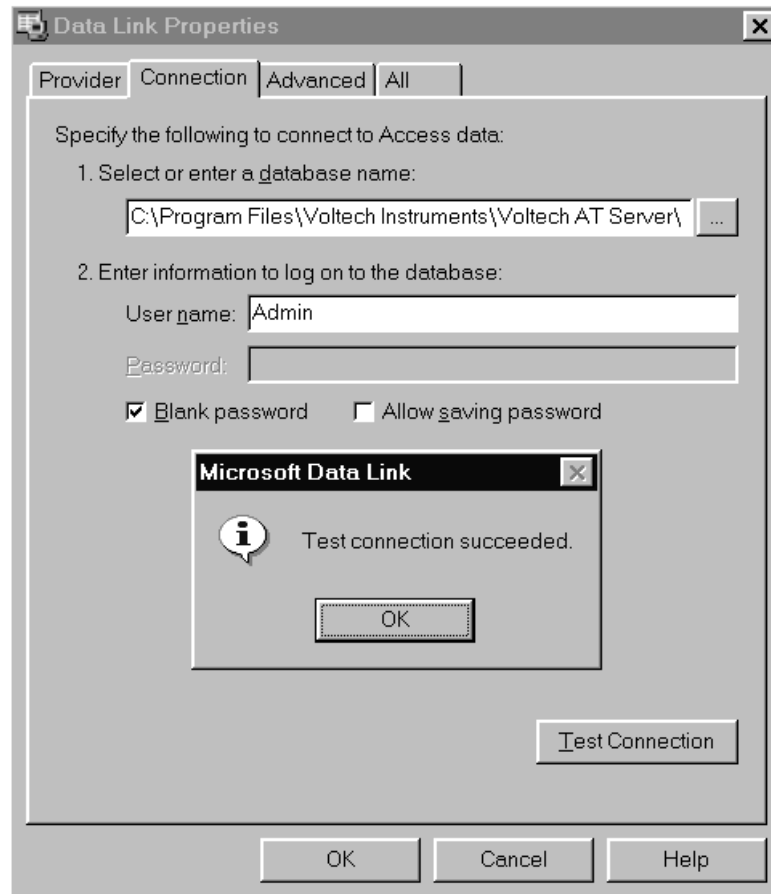 Data Link Properties
Provider Connection Advanced All
Specify the following to connect to Access data:
1. Select or enter a database name:
C:\Program Files\Voltech Instruments\Voltech AT Server\ ...
2. Enter information to log on to the database:
User name: Admin
Password:
Blank password Allow saving password
Microsoft Data Link
Test connection succeeded.
OK
Test Connection
OK Cancel Help